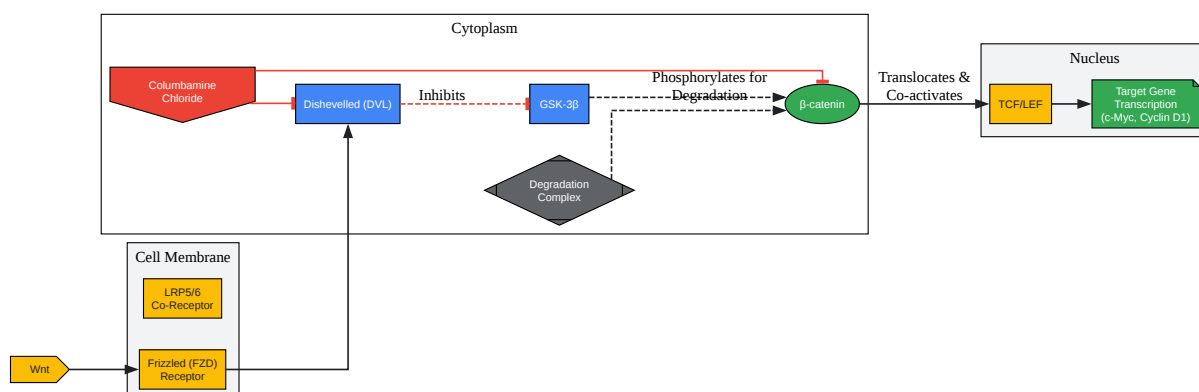 Cytoplasm
Columbamine
Chloride
Dishevelled (DVL)
Inhibits
GSK-3β
Phosphorylates for
Degradation
β-catenin
Degradation
Complex
Translocates &
Co-activates
Nucleus
TCF/LEF
Target Gene
Transcription
(c-Myc, Cyclin D1)
Cell Membrane
LRP5/6
Co-Receptor
Wnt
Frizzled (FZD)
Receptor